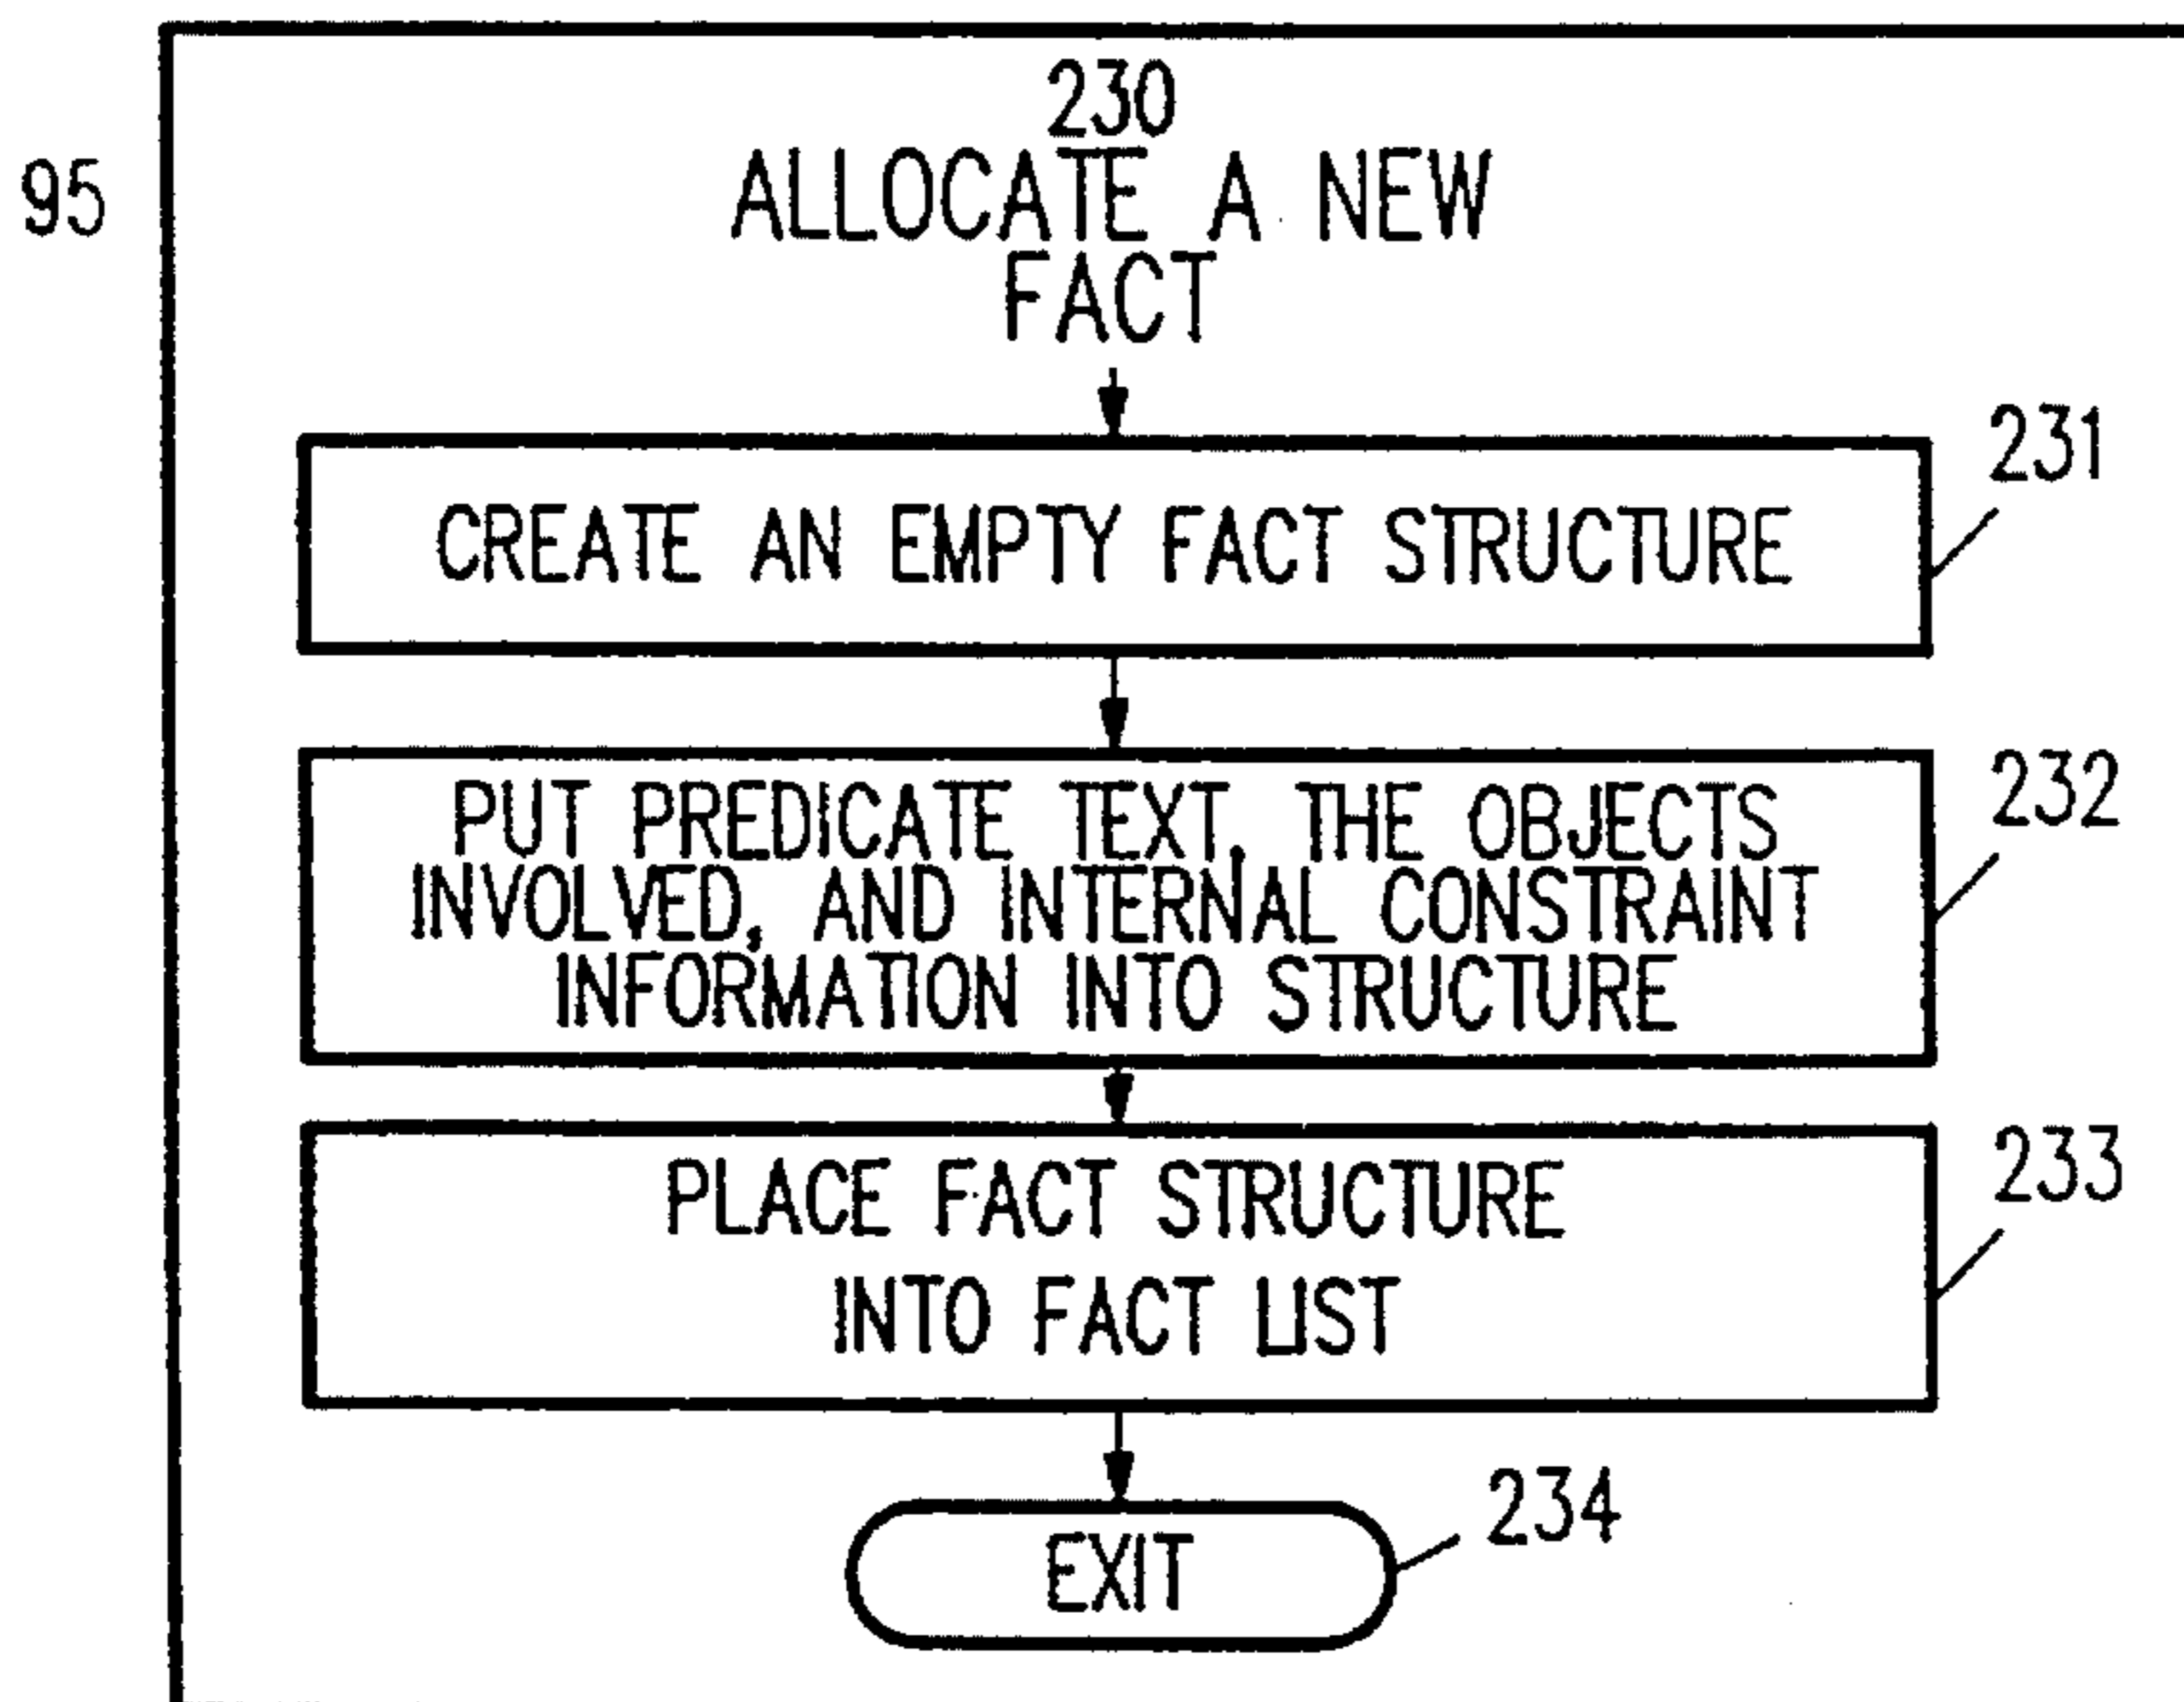 230
95
ALLOCATE A NEW
FACT
231
CREATE AN EMPTY FACT STRUCTURE
232
PUT PREDICATE TEXT, THE OBJECTS
INVOLVED, AND INTERNAL CONSTRAINT
INFORMATION INTO STRUCTURE
233
PLACE FACT STRUCTURE
INTO FACT LIST
234
EXIT